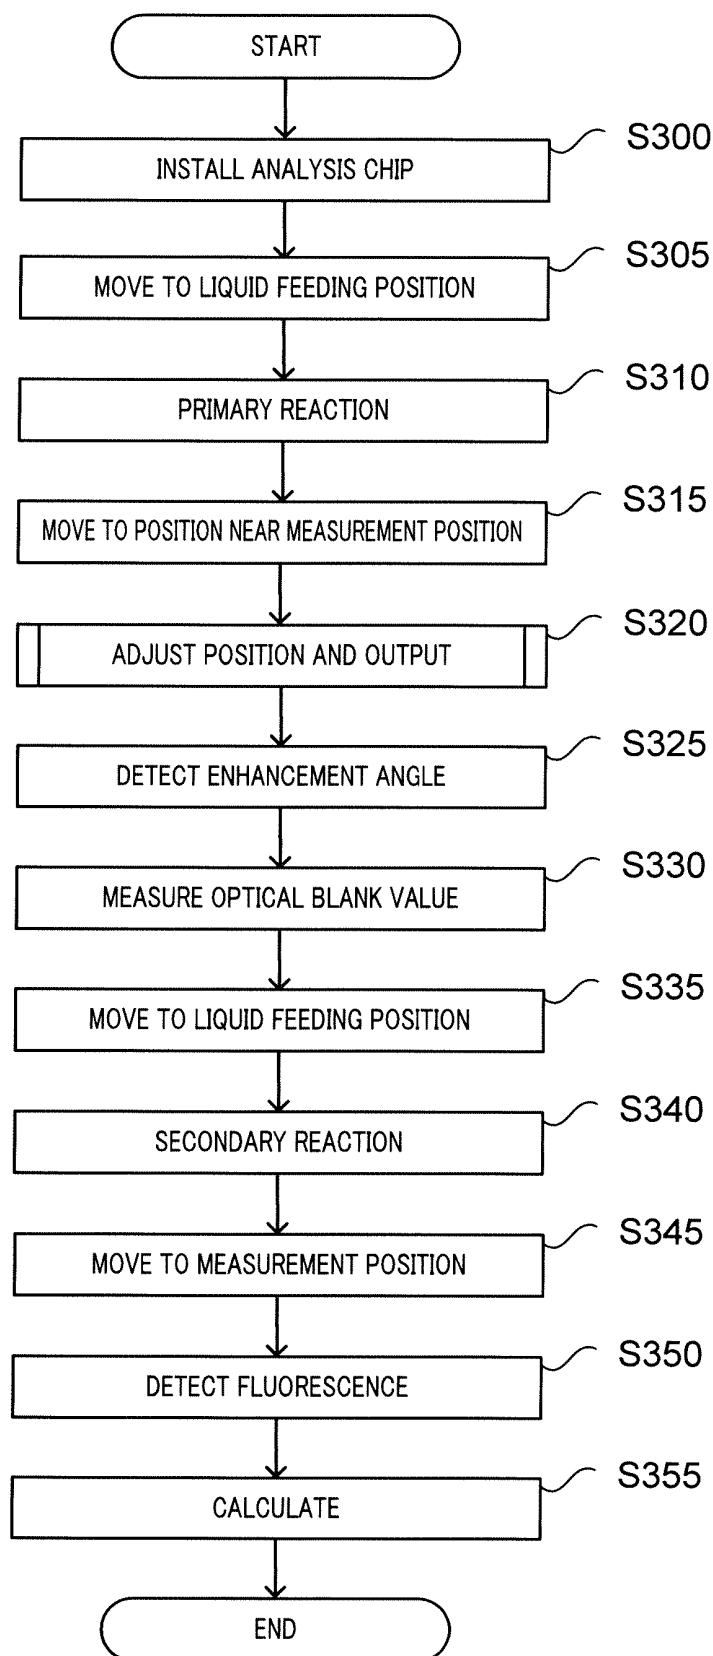 START
S300
INSTALL ANALYSIS CHIP
S305
MOVE TO LIQUID FEEDING POSITION
S310
PRIMARY REACTION
S315
MOVE TO POSITION NEAR MEASUREMENT POSITION
S320
ADJUST POSITION AND OUTPUT
S325
DETECT ENHANCEMENT ANGLE
S330
MEASURE OPTICAL BLANK VALUE
S335
MOVE TO LIQUID FEEDING POSITION
S340
SECONDARY REACTION
S345
MOVE TO MEASUREMENT POSITION
S350
DETECT FLUORESCENCE
S355
CALCULATE
END